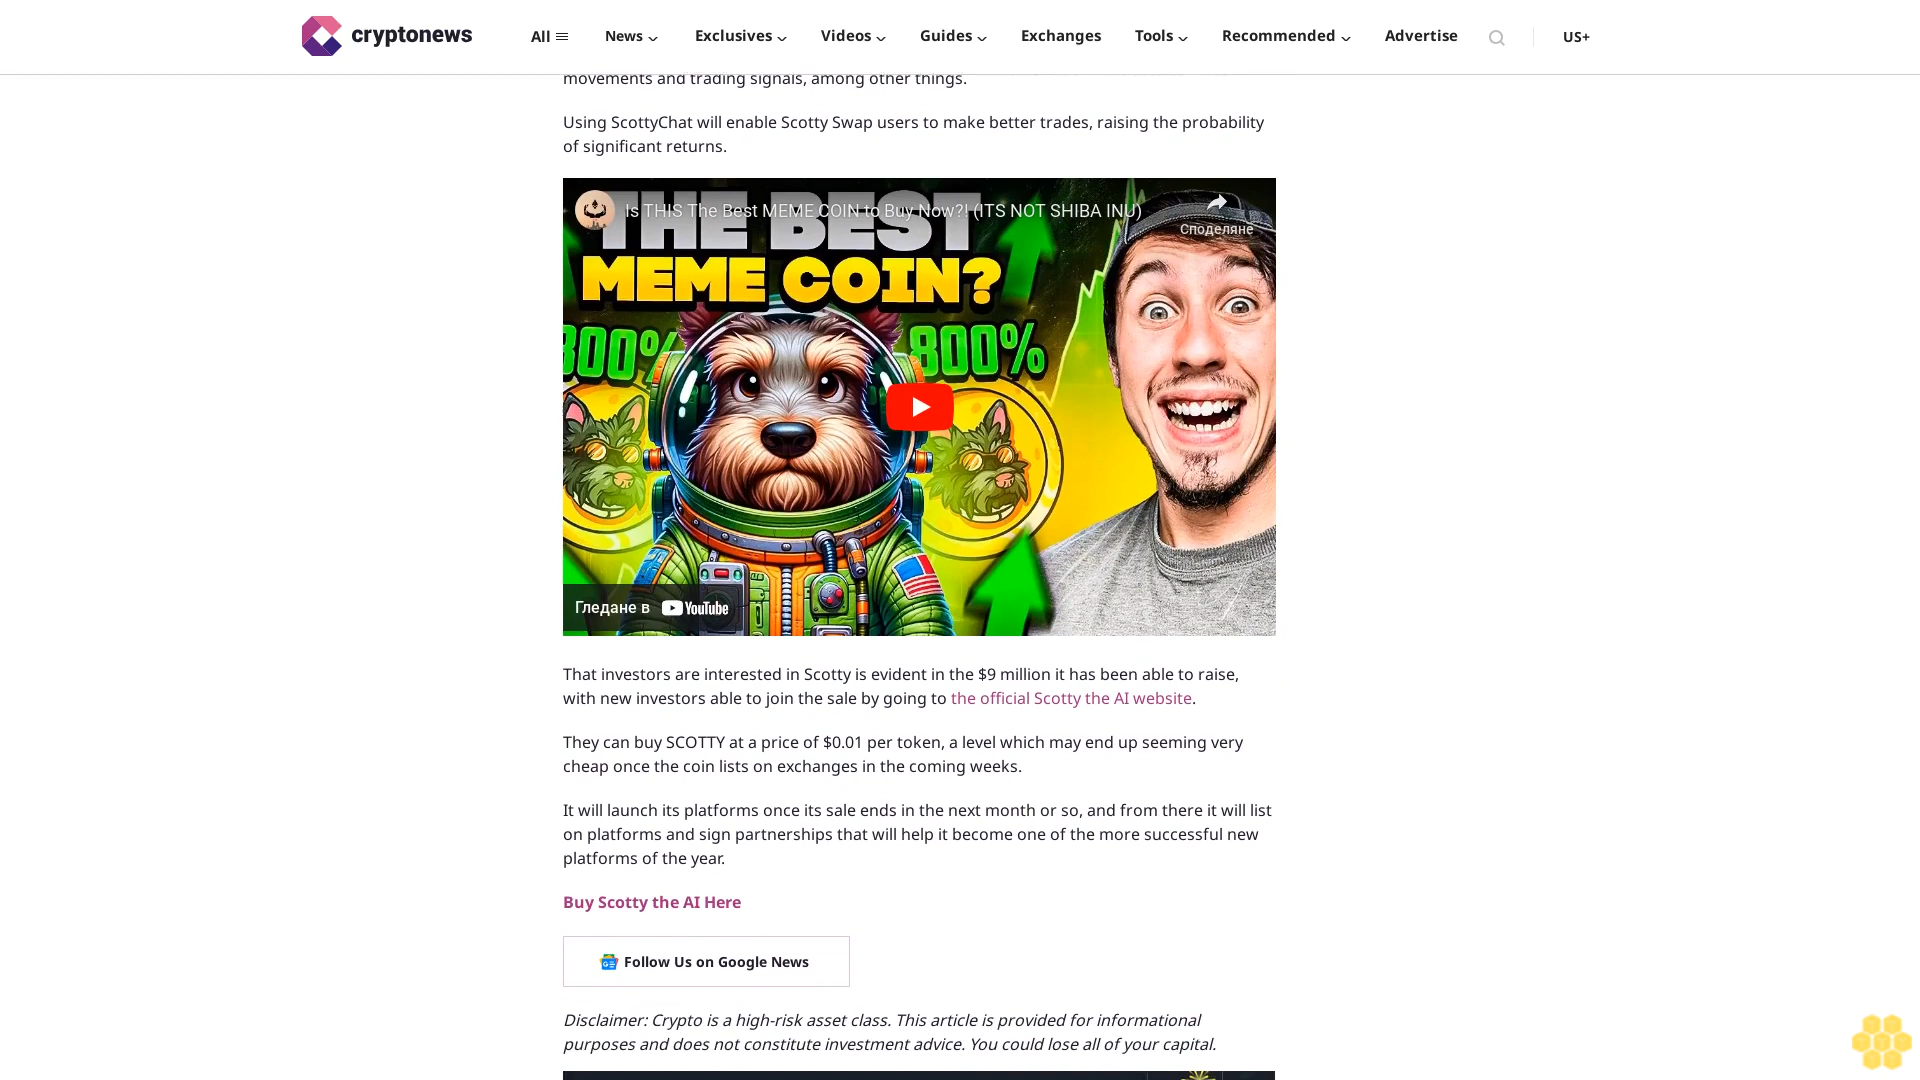 cryptonews
All
News
Exclusives
Videos
Guides
Exchanges
Tools
Recommended
Advertise
US+
movements and trading signals, among other things.
Using ScottyChat will enable Scotty Swap users to make better trades, raising the probability
of significant returns.
Is THIS The Best MEME COIN to Buy Now?! (ITS NOT SHIBA INU)
Споделяне
THE BEST
MEME COIN?
800%
800%
Гледане в YouTube
That investors are interested in Scotty is evident in the $9 million it has been able to raise,
with new investors able to join the sale by going to the official Scotty the AI website.
They can buy SCOTTY at a price of $0.01 per token, a level which may end up seeming very
cheap once the coin lists on exchanges in the coming weeks.
It will launch its platforms once its sale ends in the next month or so, and from there it will list
on platforms and sign partnerships that will help it become one of the more successful new
platforms of the year.
Buy Scotty the AI Here
Follow Us on Google News
Disclaimer: Crypto is a high-risk asset class. This article is provided for informational
purposes and does not constitute investment advice. You could lose all of your capital.